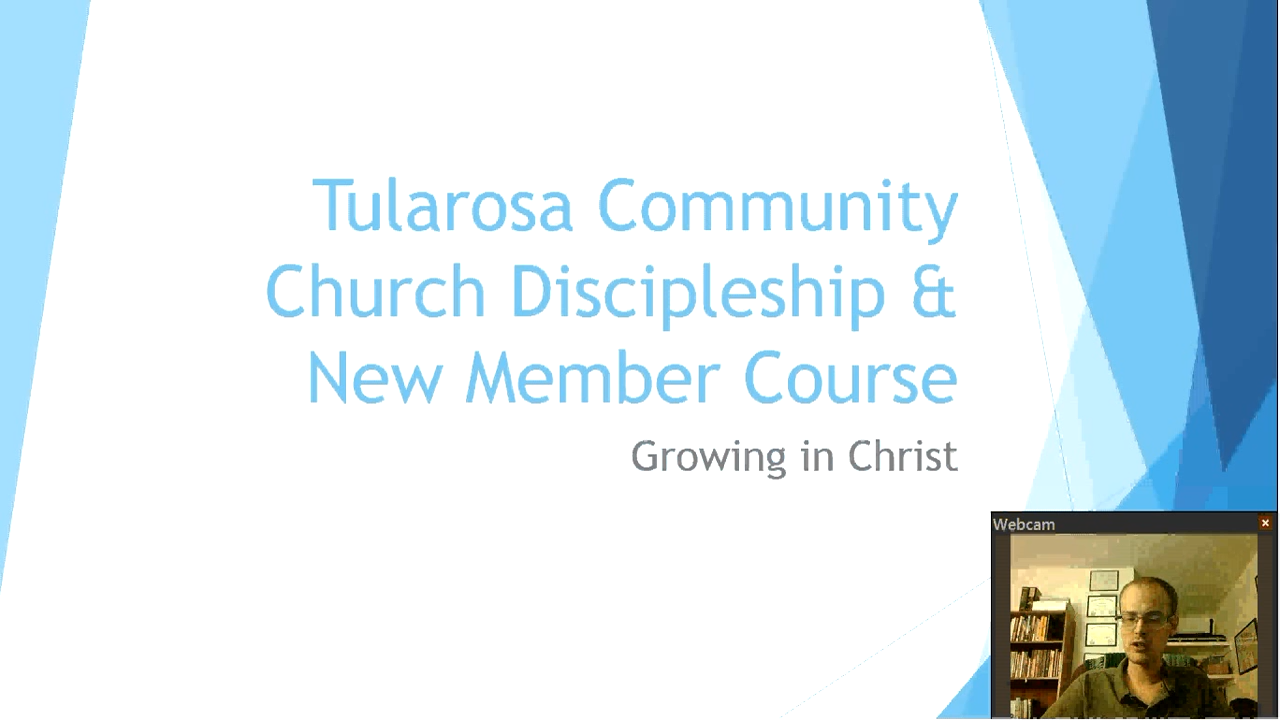 Tularosa Community
Church Discipleship &
New Member Course
Growing in Christ
Webcam